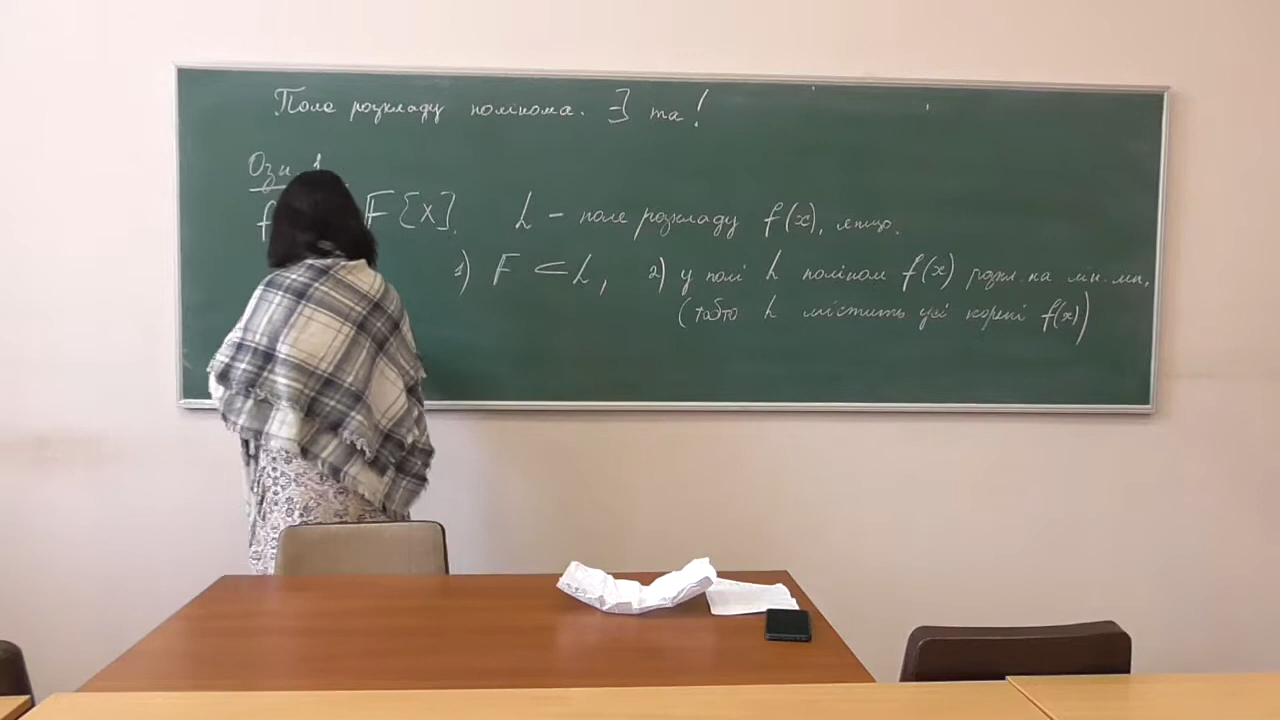 Поле розкладу полінома. ∃ та !
Озн. 1
f F[x]. L – поле розкладу f(x), якщо.
1) F ⊂ L, 2) у полі L поліном f(x) розкл. на лін. мн.
(тобто L містить усі корені f(x))